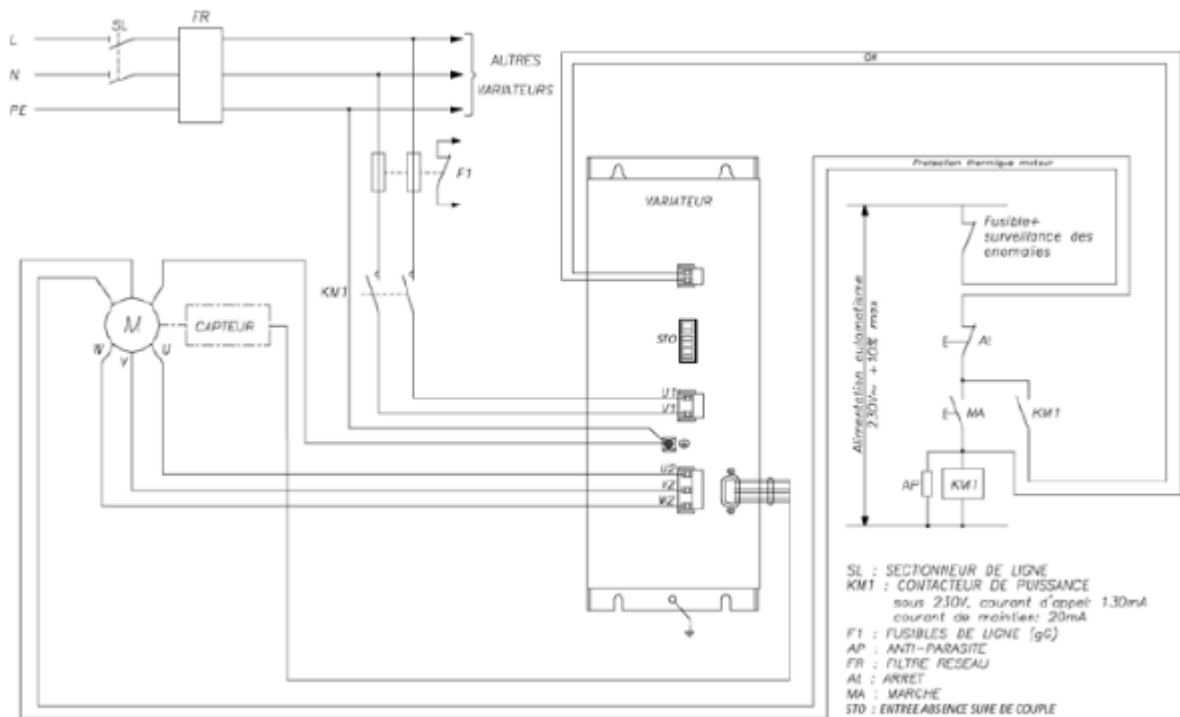 SL
FR
L
N
PE
AUTRES
VARIATEURS
OK
F1
Protection thermique moteur
VARIATEUR
Fusible+
surveillance des
anomalies
Alimentation automatisme
230V~ +10% max
KM1
M
CAPTEUR
W
V
U
STO
At
MA
KM1
U1
V1
U2
V2
W2
AP
KM1
SL : SECTIONNEUR DE LIGNE
KM1 : CONTACTEUR DE PUISSANCE
sous 230V, courant d'appel: 130mA
courant de maintien: 20mA
F1 : FUSIBLES DE LIGNE (gG)
AP : ANTI-PARASITE
FR : FILTRE RESEAU
At : ARRET
MA : MARCHE
STO : ENTREE ABSENCE SURE DE COUPLE